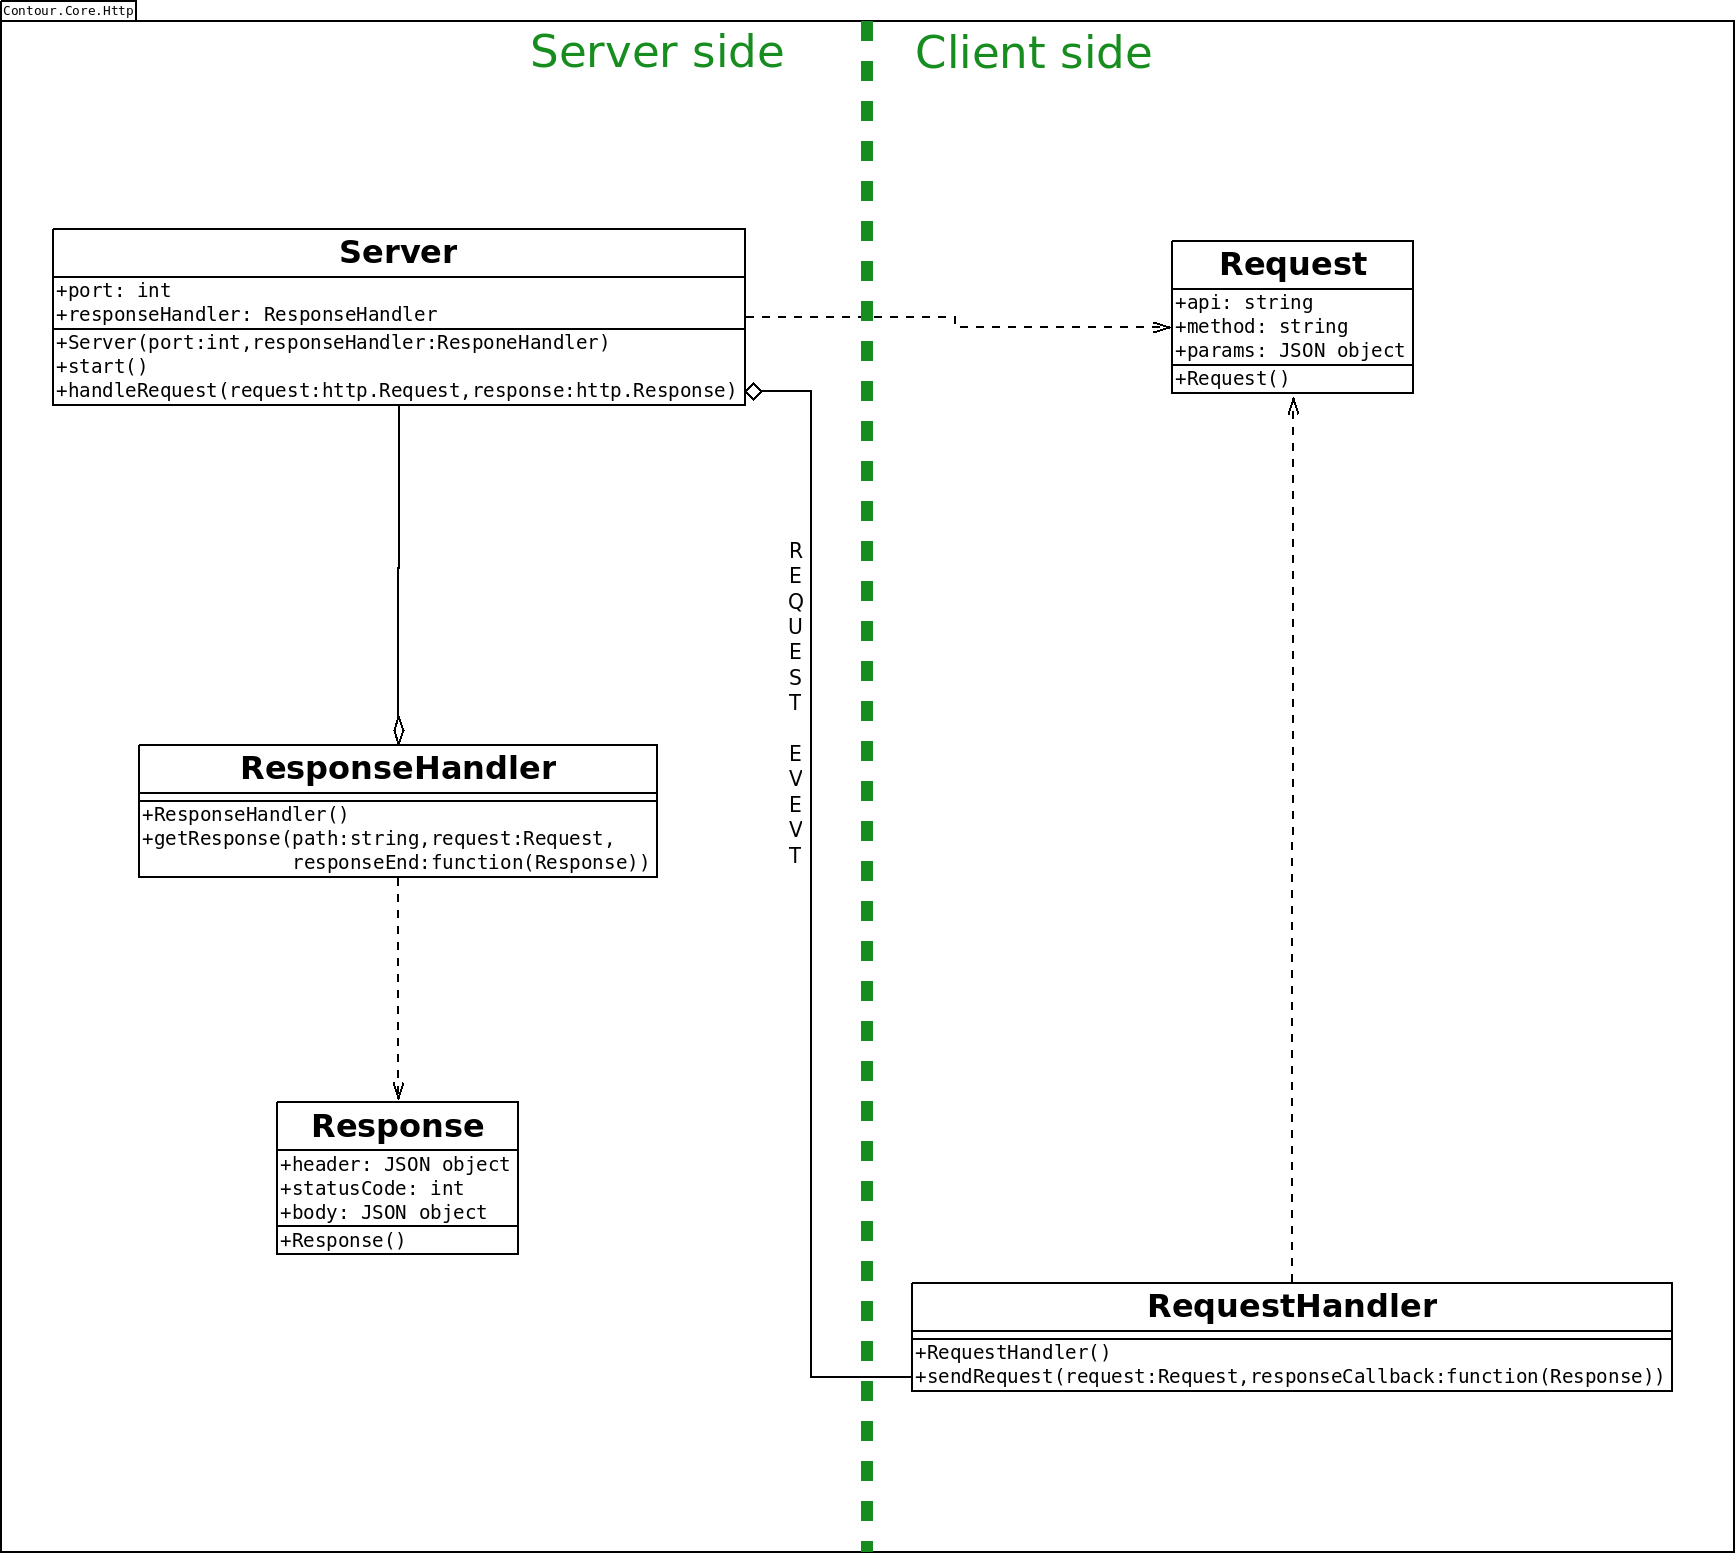 Contour.Core.Http
Server side
Client side
Server
+port: int
+responseHandler: ResponseHandler
+Server(port:int,responseHandler:ResponeHandler)
+start()
+handleRequest(request:http.Request,response:http.Response)
Request
+api: string
+method: string
+params: JSON object
+Request()
R
E
Q
U
E
S
T
E
V
E
V
T
ResponseHandler
+ResponseHandler()
+getResponse(path:string,request:Request,
responseEnd:function(Response))
Response
+header: JSON object
+statusCode: int
+body: JSON object
+Response()
RequestHandler
+RequestHandler()
+sendRequest(request:Request,responseCallback:function(Response))